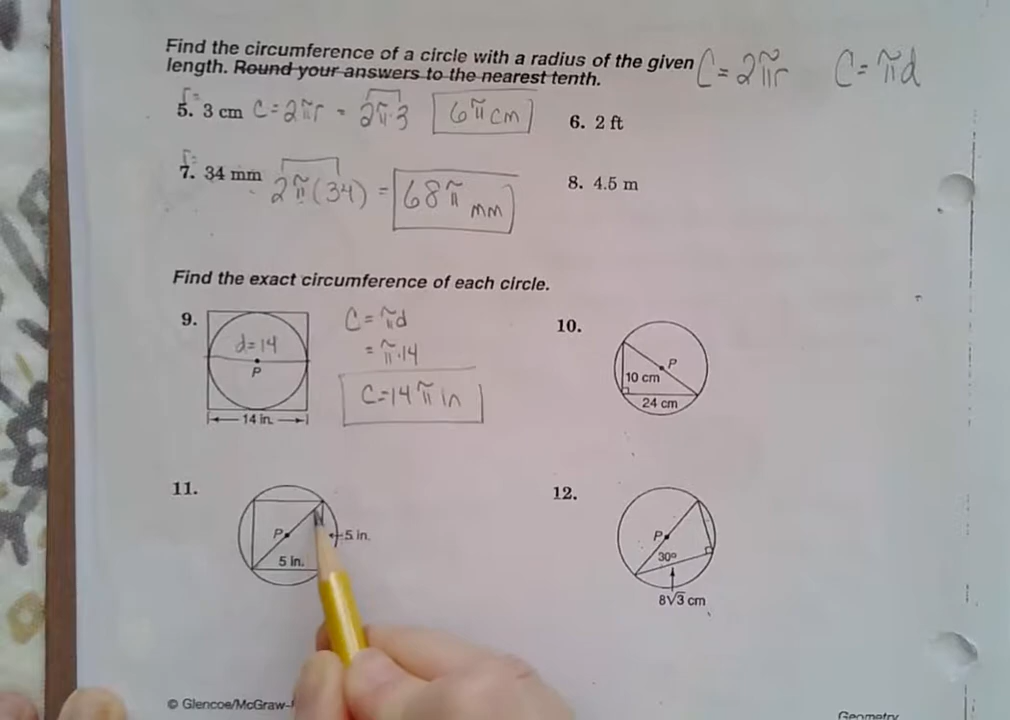 Find the circumference of a circle with a radius of the given C = 2πr C = πd
length. Round your answers to the nearest tenth.
r=
5. 3 cm C = 2πr = 2π·3 6π cm 6. 2 ft
r=
7. 34 mm 2π(34) = 68π mm 8. 4.5 m
Find the exact circumference of each circle.
9. d=14 P 14 in.
C = πd
= π·14
C=14π in
10. P 10 cm 24 cm
11. P 5 in. 5 in.
12. P 30° 8√3 cm
© Glencoe/McGraw-
Geometry